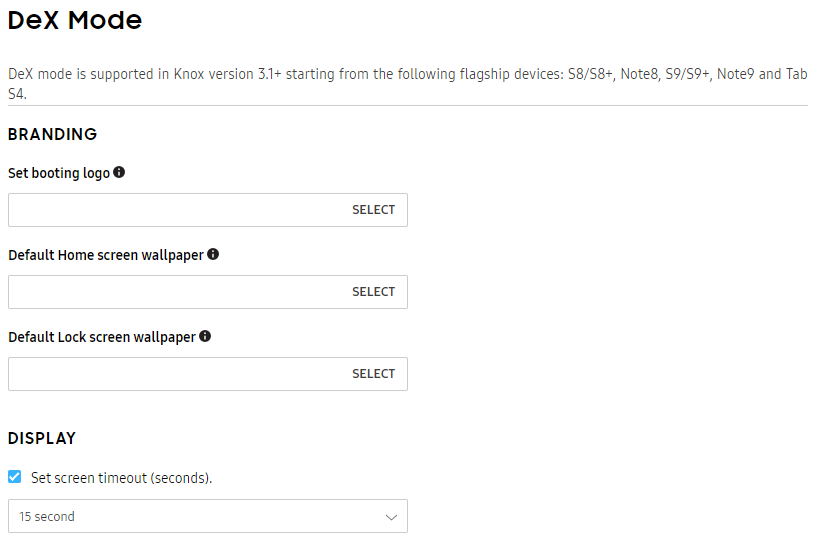 DeX Mode
DeX mode is supported in Knox version 3.1+ starting from the following flagship devices: S8/S8+, Note8, S9/S9+, Note9 and Tab
S4.
BRANDING
Set booting logo
SELECT
Default Home screen wallpaper
SELECT
Default Lock screen wallpaper
SELECT
DISPLAY
Set screen timeout (seconds).
15 second